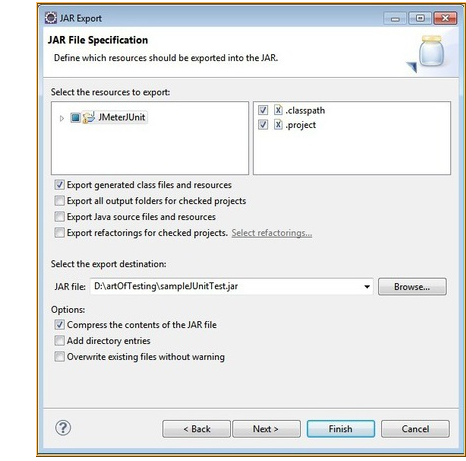 JAR Export
JAR File Specification
Define which resources should be exported into the JAR.
Select the resources to export:
JMeterJUnit
.classpath
.project
Export generated class files and resources
Export all output folders for checked projects
Export Java source files and resources
Export refactorings for checked projects. Select refactorings...
Select the export destination:
JAR file: D:\artOfTesting\sampleJUnitTest.jar Browse...
Options:
Compress the contents of the JAR file
Add directory entries
Overwrite existing files without warning
? < Back Next > Finish Cancel